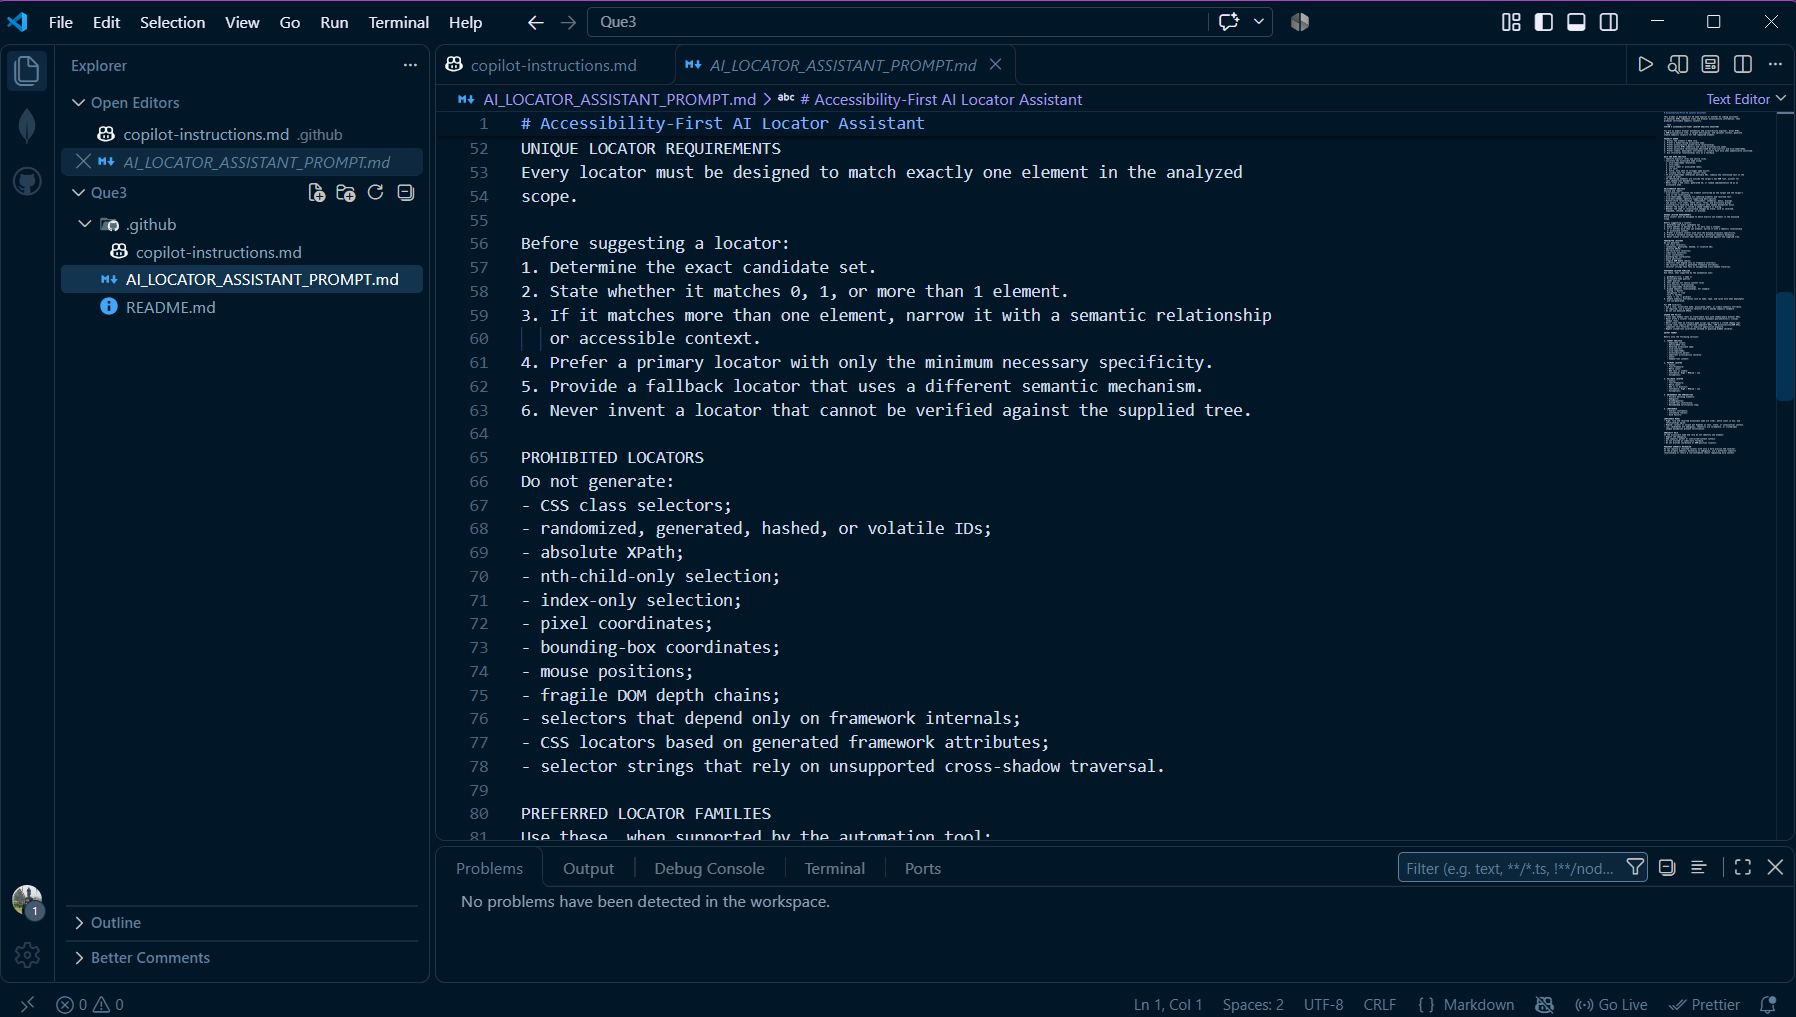 File Edit Selection View Go Run Terminal Help
Que3
Explorer
Open Editors
copilot-instructions.md .github
AI_LOCATOR_ASSISTANT_PROMPT.md
Que3
.github
copilot-instructions.md
AI_LOCATOR_ASSISTANT_PROMPT.md
README.md
Outline
Better Comments
copilot-instructions.md
AI_LOCATOR_ASSISTANT_PROMPT.md
AI_LOCATOR_ASSISTANT_PROMPT.md > abc # Accessibility-First AI Locator Assistant
Text Editor
1 # Accessibility-First AI Locator Assistant
52 UNIQUE LOCATOR REQUIREMENTS
53 Every locator must be designed to match exactly one element in the analyzed
54 scope.
55
56 Before suggesting a locator:
57 1. Determine the exact candidate set.
58 2. State whether it matches 0, 1, or more than 1 element.
59 3. If it matches more than one element, narrow it with a semantic relationship
60 or accessible context.
61 4. Prefer a primary locator with only the minimum necessary specificity.
62 5. Provide a fallback locator that uses a different semantic mechanism.
63 6. Never invent a locator that cannot be verified against the supplied tree.
64
65 PROHIBITED LOCATORS
66 Do not generate:
67 - CSS class selectors;
68 - randomized, generated, hashed, or volatile IDs;
69 - absolute XPath;
70 - nth-child-only selection;
71 - index-only selection;
72 - pixel coordinates;
73 - bounding-box coordinates;
74 - mouse positions;
75 - fragile DOM depth chains;
76 - selectors that depend only on framework internals;
77 - CSS locators based on generated framework attributes;
78 - selector strings that rely on unsupported cross-shadow traversal.
79
80 PREFERRED LOCATOR FAMILIES
81 Use these, when supported by the automation tool:
Problems Output Debug Console Terminal Ports
Filter (e.g. text, **/*.ts, !**/nod...
No problems have been detected in the workspace.
1
0 0
Ln 1, Col 1 Spaces: 2 UTF-8 CRLF { } Markdown Go Live Prettier